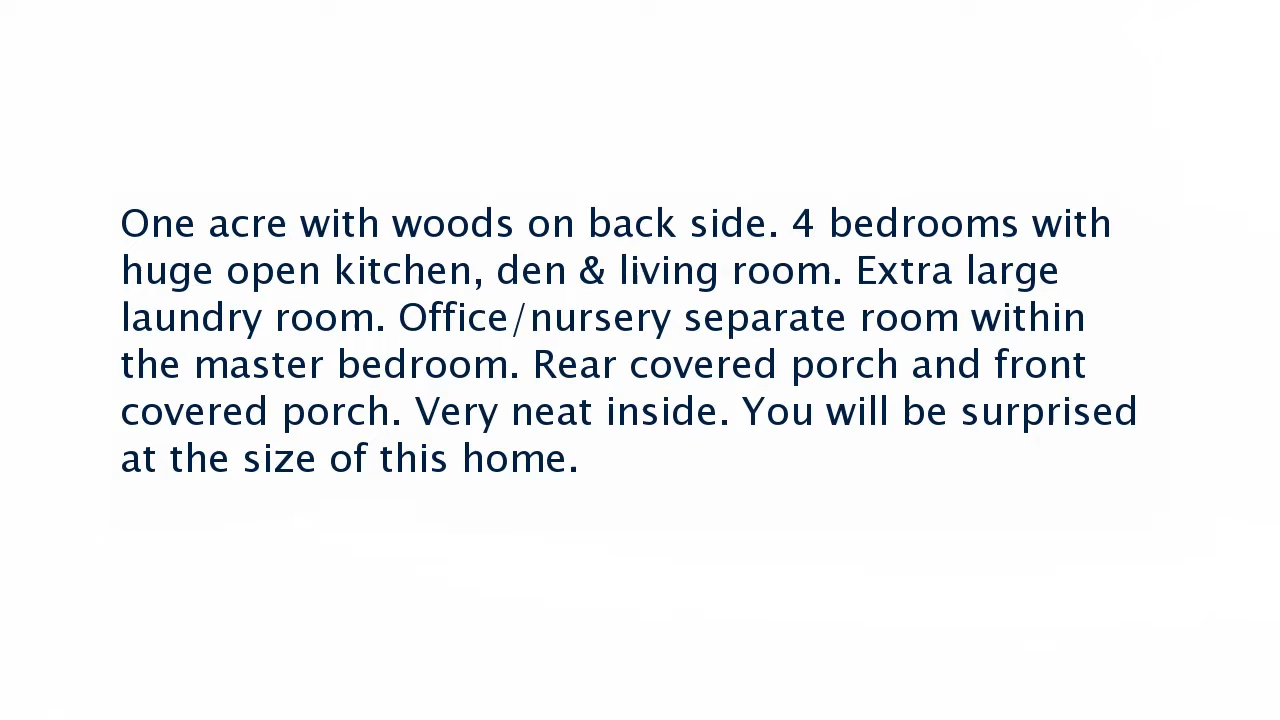 One acre with woods on back side. 4 bedrooms with
huge open kitchen, den & living room. Extra large
laundry room. Office/nursery separate room within
the master bedroom. Rear covered porch and front
covered porch. Very neat inside. You will be surprised
at the size of this home.